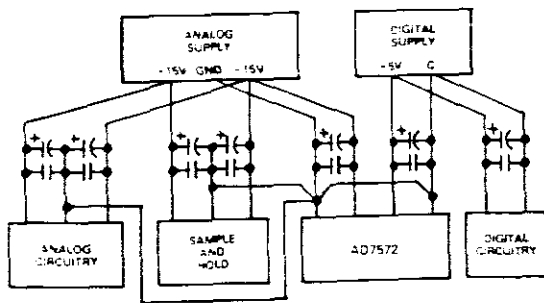 ANALOG
SUPPLY
-15V GND -15V
DIGITAL
SUPPLY
-5V G
+ + + + + + +
ANALOG
CIRCUITRY
SAMPLE
AND
HOLD
AD7572
DIGITAL
CIRCUITRY